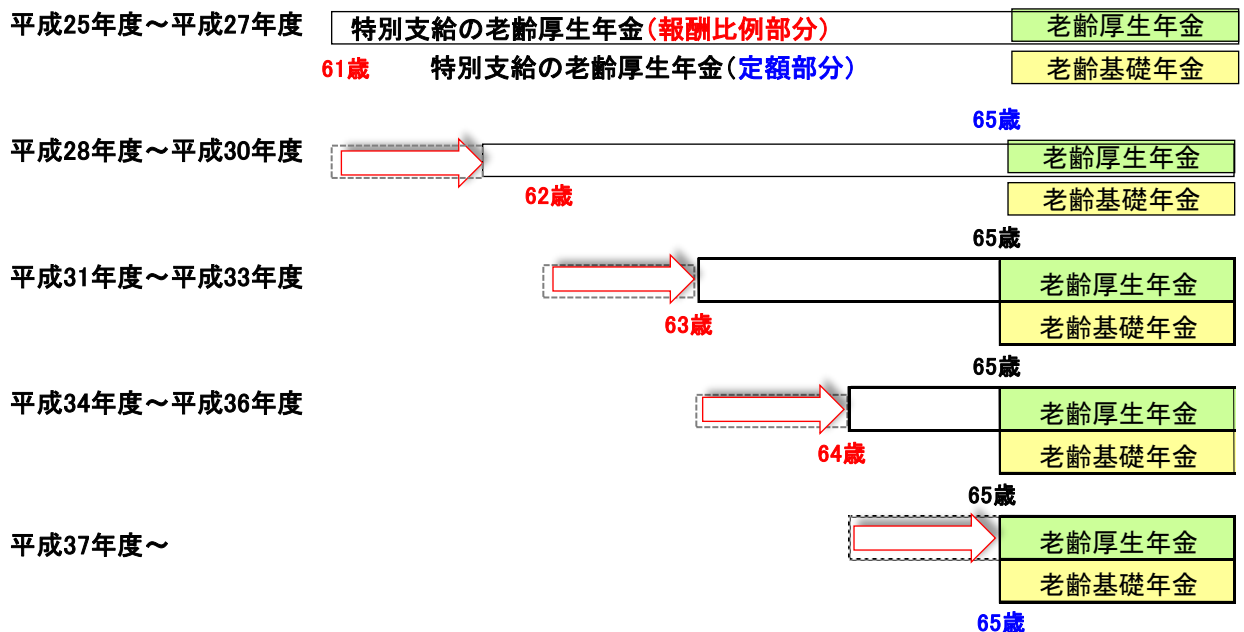 平成25年度～平成27年度 特別支給の老齢厚生年金（報酬比例部分） 老齢厚生年金
61歳 特別支給の老齢厚生年金（定額部分） 老齢基礎年金
65歳
平成28年度～平成30年度 老齢厚生年金
62歳 老齢基礎年金
65歳
平成31年度～平成33年度 老齢厚生年金
63歳 老齢基礎年金
65歳
平成34年度～平成36年度 老齢厚生年金
64歳 老齢基礎年金
65歳
平成37年度～ 老齢厚生年金
老齢基礎年金
65歳